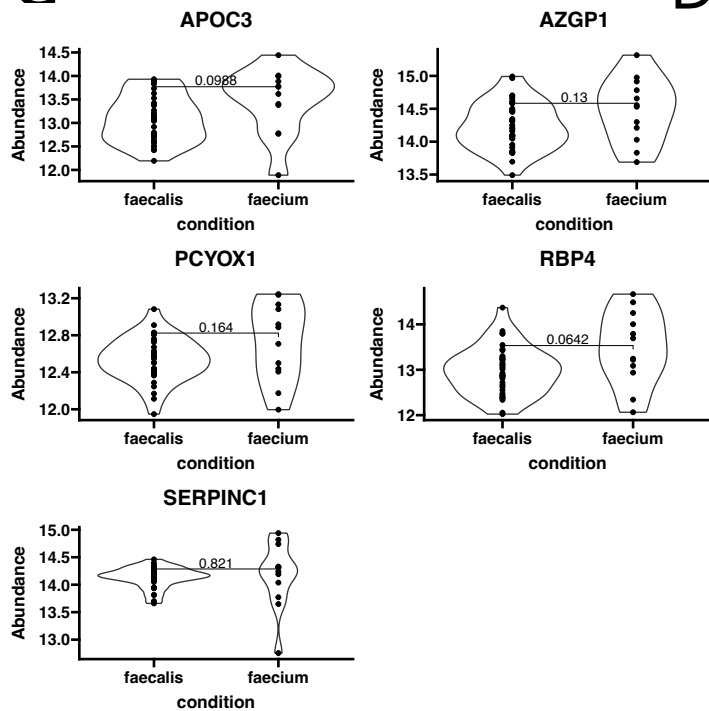 APOC3
14.5
14.0
13.5
13.0
12.5
12.0
Abundance
0.0988
faecalis faecium
condition
AZGP1
15.0
14.5
14.0
13.5
Abundance
0.13
faecalis faecium
condition
PCYOX1
13.2
12.8
12.4
12.0
Abundance
0.164
faecalis faecium
condition
RBP4
14
13
12
Abundance
0.0642
faecalis faecium
condition
SERPINC1
15.0
14.5
14.0
13.5
13.0
Abundance
0.821
faecalis faecium
condition